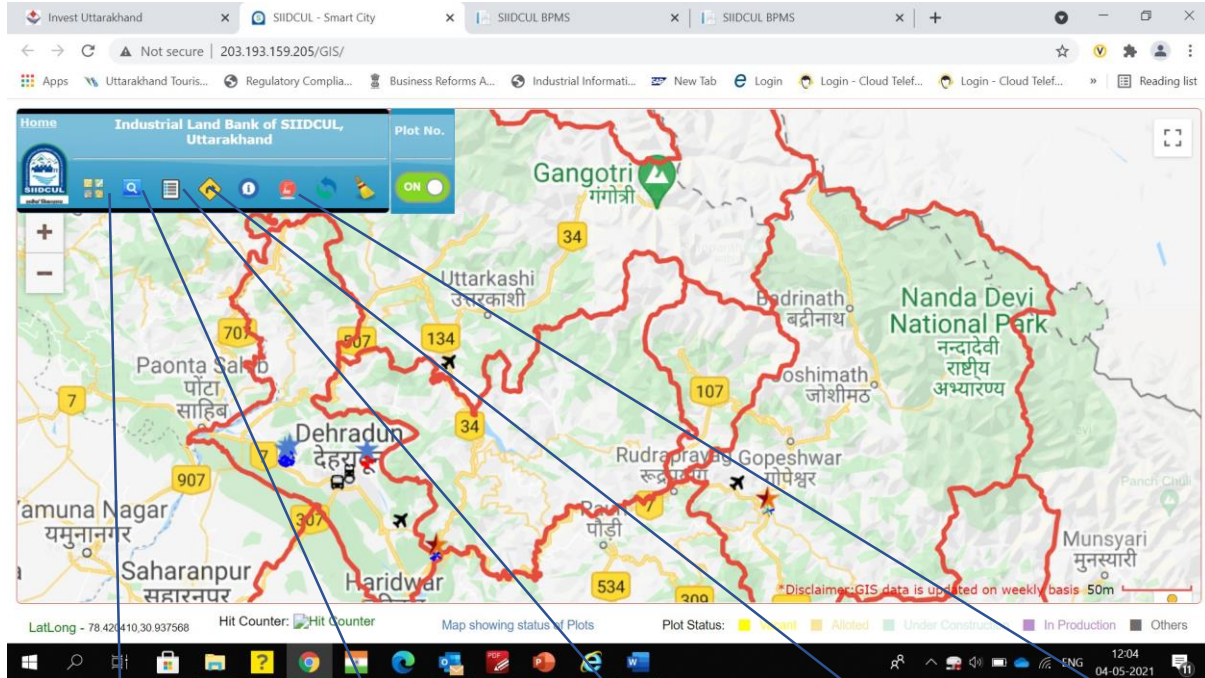 Invest Uttarakhand
SIIDCUL - Smart City
SIIDCUL BPMS
SIIDCUL BPMS
Not secure | 203.193.159.205/GIS/
Apps
Uttarakhand Touris...
Regulatory Complia...
Business Reforms A...
Industrial Informati...
New Tab
Login
Login - Cloud Telef...
Login - Cloud Telef...
»
Reading list
Home
Industrial Land Bank of SIIDCUL,
Uttarakhand
Plot No.
SIIDCUL
ON
Gangotri
गंगोत्री
34
Uttarkashi
उत्तरकाशी
Badrinath
बद्रीनाथ
Nanda Devi
National Park
नन्दादेवी
राष्ट्रीय
अभ्यारण्य
707
507
134
Paonta Sahib
पोंटा
साहिब
7
107
Joshimath
जोशीमठ
34
Dehradun
देहरादून
7
Rudraprayag
रूद्रप्रयाग
Gopeshwar
गोपेश्वर
907
Yamuna Nagar
यमुनानगर
307
Pauri
पौड़ी
7
Panch Chuli
Munsyari
मुनस्यारी
Saharanpur
सहारनपुर
Haridwar
534
309
*Disclaimer:GIS data is updated on weekly basis
50m
LatLong - 78.420410,30.937568
Hit Counter: Hit Counter
Map showing status of Plots
Plot Status:
Vacant
Alloted
Under Construction
In Production
Others
ENG
12:04
04-05-2021
11